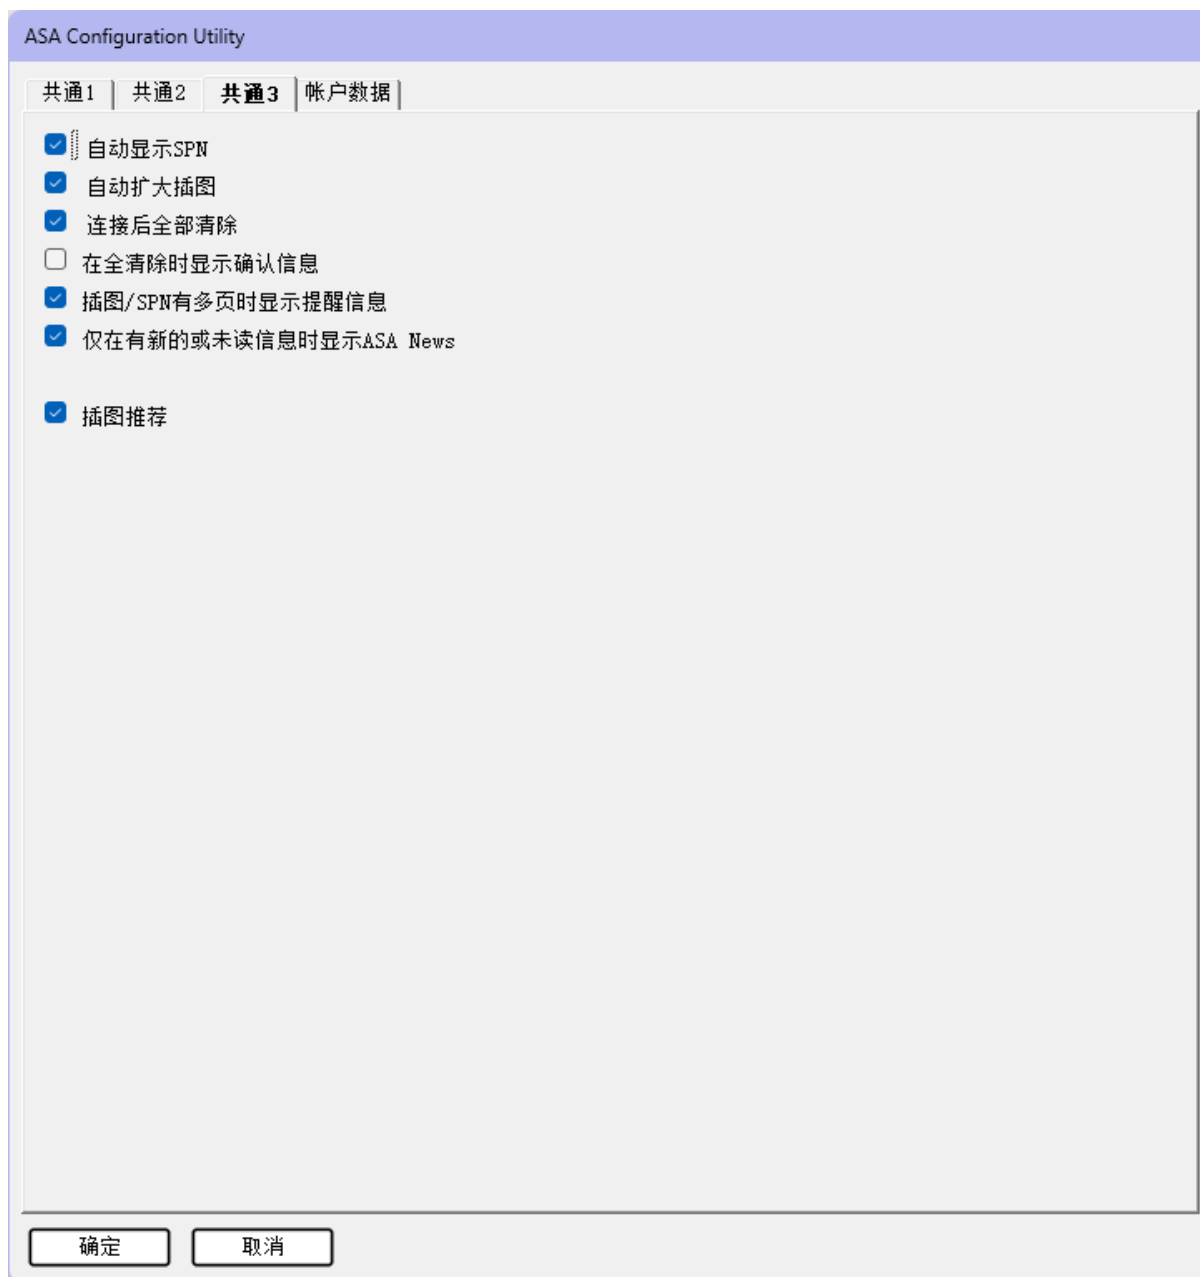 ASA Configuration Utility
共通1 共通2 共通3 帐户数据
自动显示SPN
自动扩大插图
连接后全部清除
在全清除时显示确认信息
插图/SPN有多页时显示提醒信息
仅在有新的或未读信息时显示ASA News
插图推荐
确定 取消